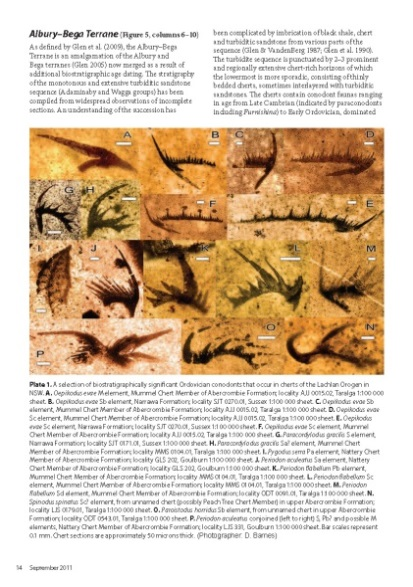 Albury–Bega Terrane (Figure 5, columns 6–10)
As defined by Glen et al. (2009), the Albury–Bega
Terrane is an amalgamation of the Albury and
Bega terranes (Glen 2005) now merged as a result of
additional biostratigraphic age dating. The stratigraphy
of the monotonous and extensive turbiditic sandstone
sequence (Adaminaby and Wagga groups) has been
compiled from widespread observations of incomplete
sections. An understanding of the succession has
been complicated by imbrication of black shale, chert
and turbiditic sandstone from various parts of the
sequence (Glen & VandenBerg 1987; Glen et al. 1990).
The turbidite sequence is punctuated by 2–3 prominent
and regionally extensive chert-rich horizons of which
the lowermost is more sporadic, consisting of thinly
bedded cherts, sometimes interlayered with turbiditic
sandstones. The cherts contain conodont faunas ranging
in age from Late Cambrian (indicated by paraconodonts
including Furnishina) to Early Ordovician, dominated
A
B
C
D
G
H
F
E
I
J
K
L
M
P
O
N
Plate 1. A selection of biostratigraphically significant Ordovician conodonts that occur in cherts of the Lachlan Orogen in
NSW. A. Oepikodus evae M element, Mummel Chert Member of Abercrombie Formation; locality AJJ 0015.02, Taralga 1:100 000
sheet. B. Oepikodus evae Sb element, Narrawa Formation; locality SJT 0270.01, Sussex 1:100 000 sheet. C. Oepikodus evae Sb
element, Mummel Chert Member of Abercrombie Formation; locality AJJ 0015.02, Taralga 1:100 000 sheet. D. Oepikodus evae
Sc element, Mummel Chert Member of Abercrombie Formation; locality AJJ 0015.02, Taralga 1:100 000 sheet. E. Oepikodus
evae Sc element, Narrawa Formation; locality SJT 0270.01, Sussex 1:100 000 sheet. F. Oepikodus evae Sc element, Mummel
Chert Member of Abercrombie Formation; locality AJJ 0015.02, Taralga 1:100 000 sheet. G. Paracordylodus gracilis S element,
Narrawa Formation; locality SJT 0171.01, Sussex 1:100 000 sheet. H. Paracordylodus gracilis Sa? element, Mummel Chert
Member of Abercrombie Formation; locality MMS 0104.01, Taralga 1:100 000 sheet. I. Pygodus serra Pa element, Nattery Chert
Member of Abercrombie Formation; locality GLS 202, Goulburn 1:100 000 sheet. J. Periodon aculeatus Sa element, Nattery
Chert Member of Abercrombie Formation; locality GLS 202, Goulburn 1:100 000 sheet. K. Periodon flabellum Pb element,
Mummel Chert Member of Abercrombie Formation; locality MMS 0104.01, Taralga 1:100 000 sheet. L. Periodon flabellum Sc
element, Mummel Chert Member of Abercrombie Formation; locality MMS 0104.01, Taralga 1:100 000 sheet. M. Periodon
flabellum Sd element, Mummel Chert Member of Abercrombie Formation; locality ODT 0091.01, Taralga 1:100 000 sheet. N.
Spinodus spinatus Sd? element, from unnamed chert (possibly Peach Tree Chert Member) in upper Abercrombie Formation;
locality LJS 0179.01, Taralga 1:100 000 sheet. O. Paroistodus horridus Sb element, from unnamed chert in upper Abercrombie
Formation; locality ODT 0543.01, Taralga 1:100 000 sheet. P. Periodon aculeatus conjoined (left to right) S, Pb? and possible M
elements, Nattery Chert Member of Abercrombie Formation; locality LJS 331, Goulburn 1:100 000 sheet. Bar scales represent
0.1 mm. Chert sections are approximately 50 microns thick. (Photographer D. Barnes)
14 September 2011